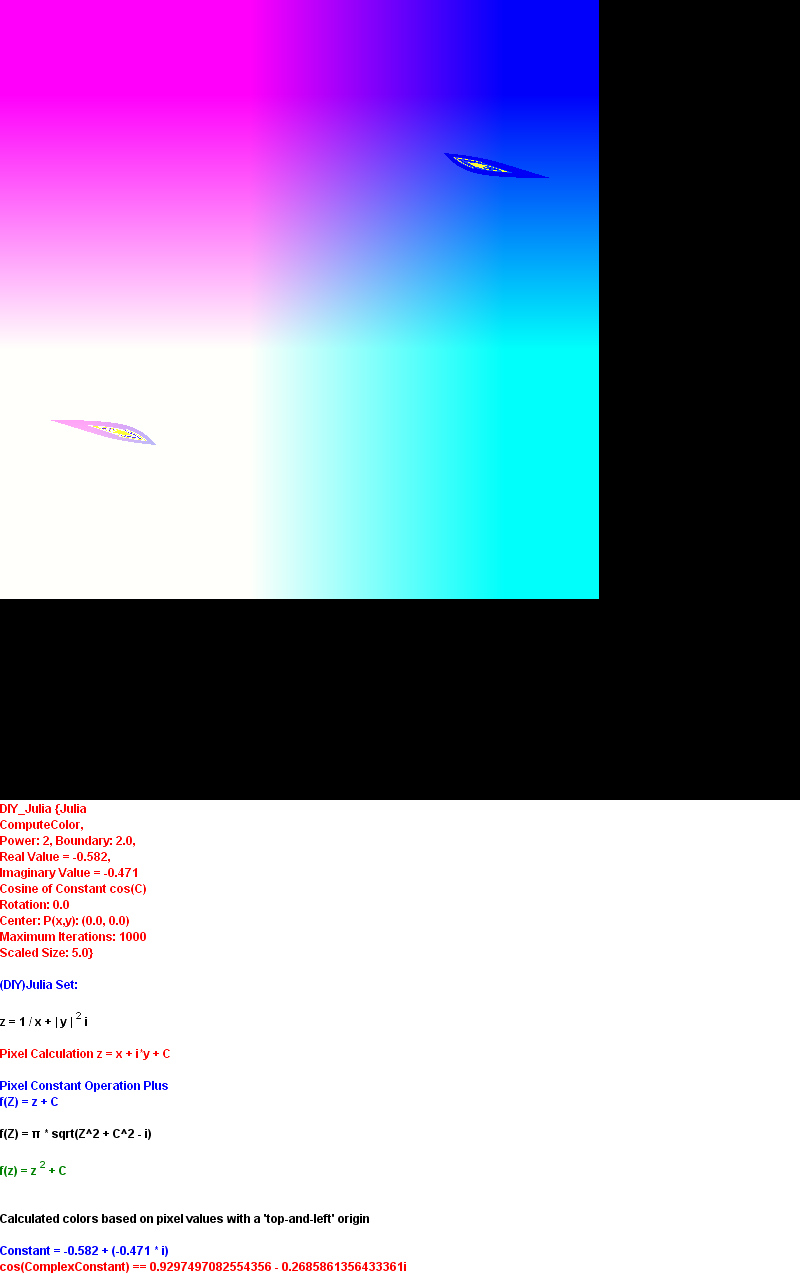 DIY_Julia {Julia
ComputeColor,
Power: 2, Boundary: 2.0,
Real Value = -0.582,
Imaginary Value = -0.471
Cosine of Constant cos(C)
Rotation: 0.0
Center: P(x,y): (0.0, 0.0)
Maximum Iterations: 1000
Scaled Size: 5.0}
(DIY)Julia Set:
z = 1 / x + | y | 2 i
Pixel Calculation z = x + i*y + C
Pixel Constant Operation Plus
f(Z) = z + C
f(Z) = π * sqrt(Z^2 + C^2 - i)
f(z) = z 2 + C
Calculated colors based on pixel values with a 'top-and-left' origin
Constant = -0.582 + (-0.471 * i)
cos(ComplexConstant) == 0.9297497082554356 - 0.2685861356433361i